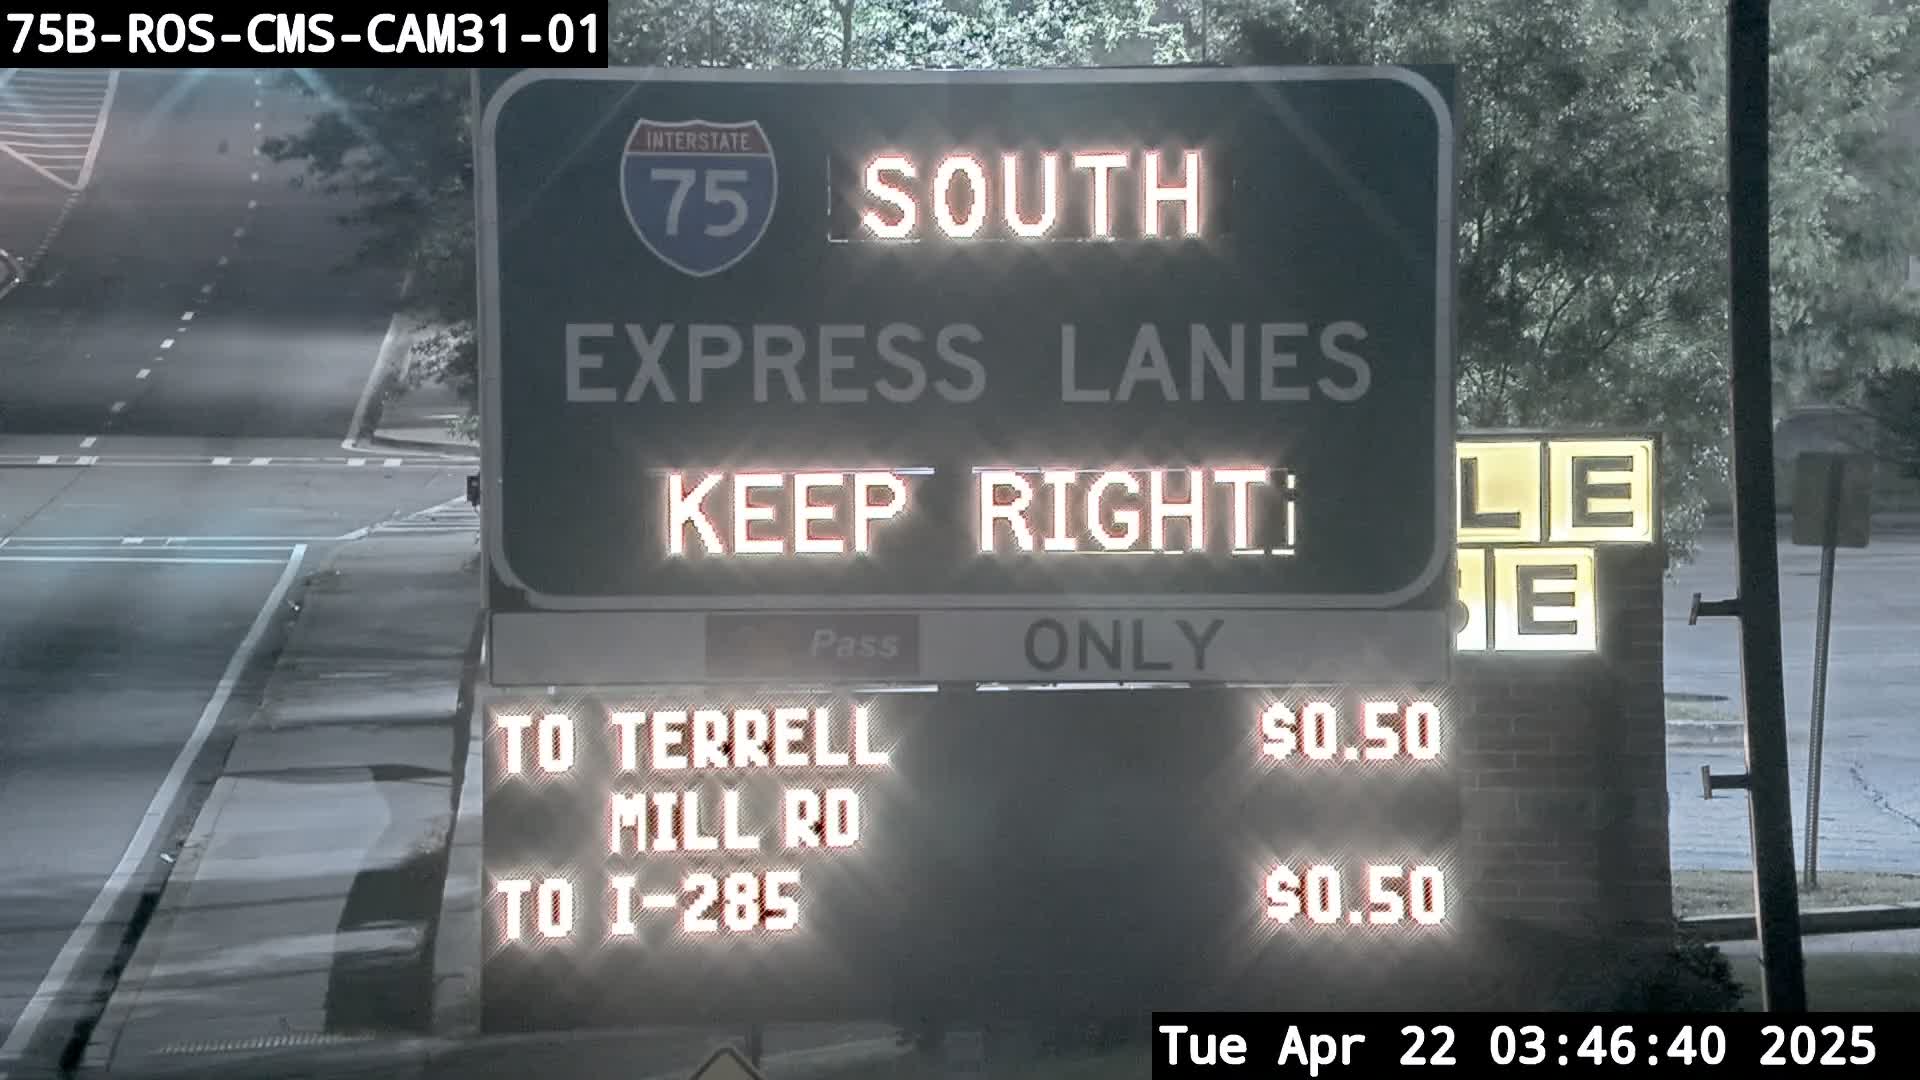 75B-ROS-CMS-CAM31-01
INTERSTATE
75
SOUTH
EXPRESS LANES
KEEP RIGHT
Pass ONLY
TO TERRELL $0.50
MILL RD
TO I-285 $0.50
LE
E
Tue Apr 22 03:46:40 2025